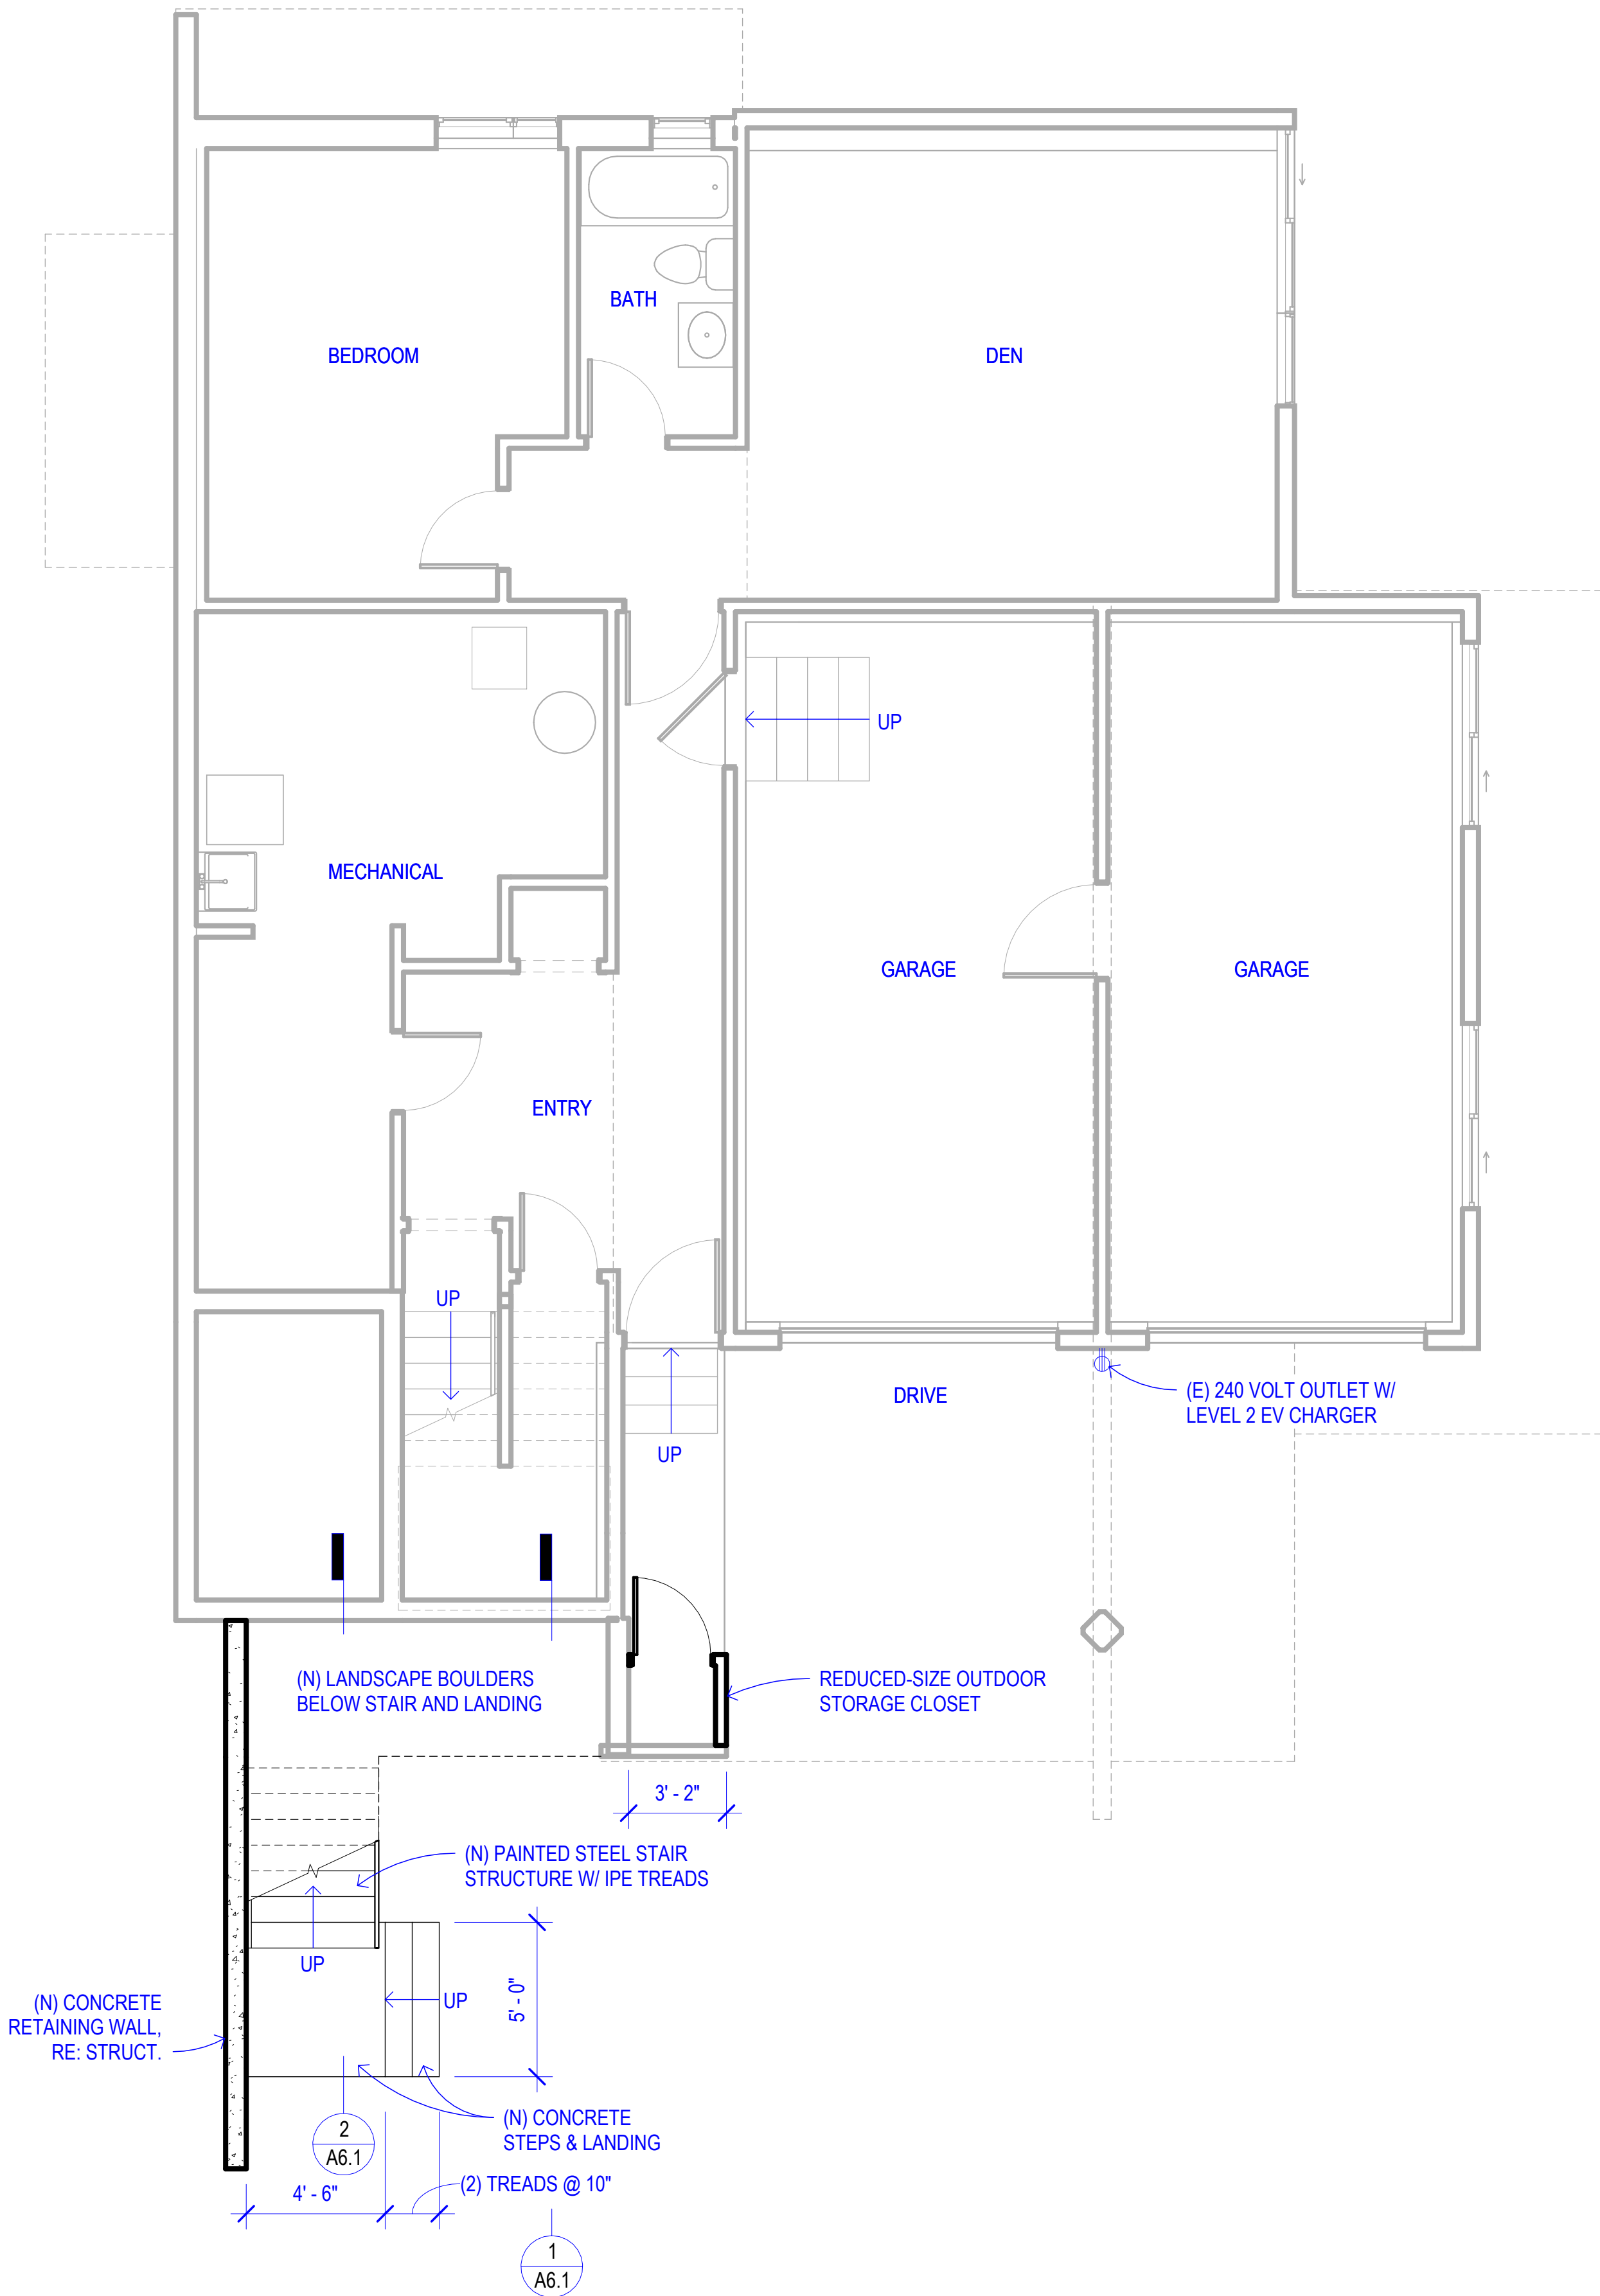 BATH
BEDROOM
DEN
UP
MECHANICAL
GARAGE
GARAGE
ENTRY
UP
DRIVE
(E) 240 VOLT OUTLET W/
LEVEL 2 EV CHARGER
UP
(N) LANDSCAPE BOULDERS
BELOW STAIR AND LANDING
REDUCED-SIZE OUTDOOR
STORAGE CLOSET
3' - 2"
(N) PAINTED STEEL STAIR
STRUCTURE W/ IPE TREADS
UP
UP
5' - 0"
(N) CONCRETE
RETAINING WALL,
RE: STRUCT.
(N) CONCRETE
STEPS & LANDING
2
A6.1
(2) TREADS @ 10"
4' - 6"
1
A6.1